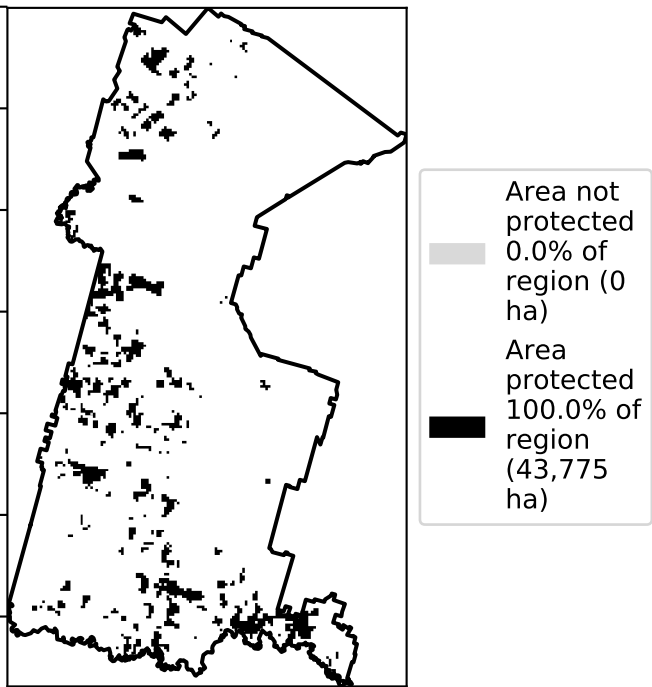 Area not
protected
0.0% of
region (0
ha)
Area
protected
100.0% of
region
(43,775
ha)